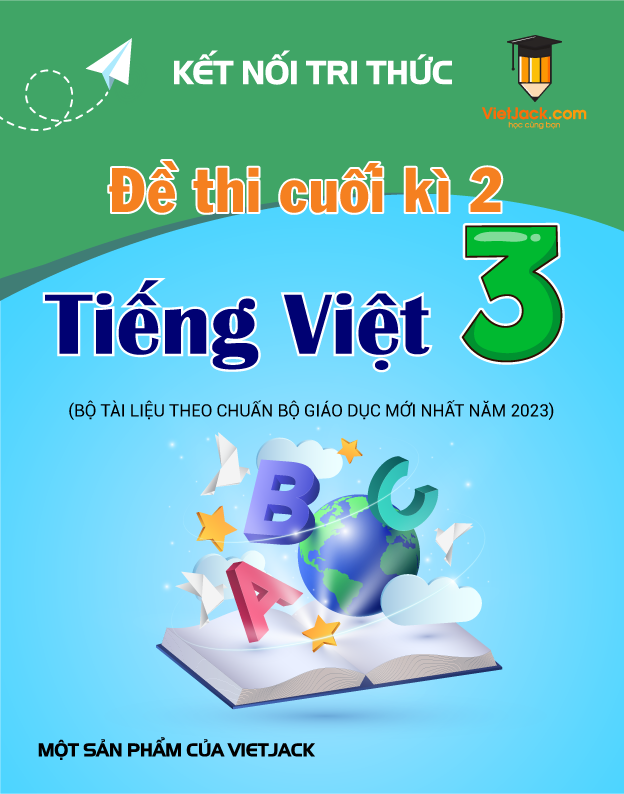 KẾT NỐI TRI THỨC
VietJack.com
học cùng bạn
Đề thi cuối kì 2
Tiếng Việt 3
(BỘ TÀI LIỆU THEO CHUẨN BỘ GIÁO DỤC MỚI NHẤT NĂM 2023)
B
C
A
MỘT SẢN PHẨM CỦA VIETJACK